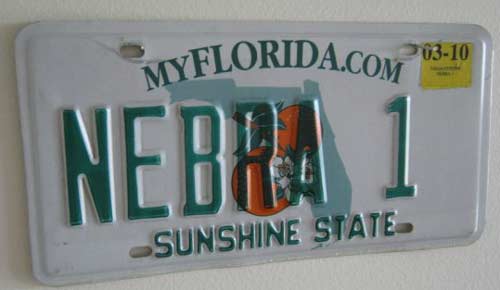 MYFLORIDA.COM
03-10
NEBRA 1
SUNSHINE STATE